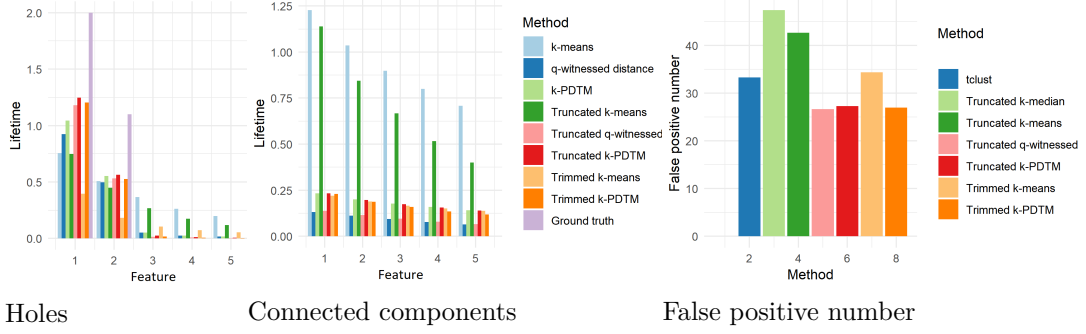 Lifetime
2.0
1.5
1.0
0.5
0.0
1
2
3
4
5
Feature
Holes
Lifetime
1.25
1.00
0.75
0.50
0.25
0.00
1
2
3
4
5
Feature
Connected components
Method
k-means
q-witnessed distance
k-PDTM
Truncated k-means
Truncated q-witnessed
Truncated k-PDTM
Trimmed k-means
Trimmed k-PDTM
Ground truth
False positive number
40
30
20
10
0
2
4
6
8
Method
False positive number
Method
tclust
Truncated k-median
Truncated k-means
Truncated q-witnessed
Truncated k-PDTM
Trimmed k-means
Trimmed k-PDTM